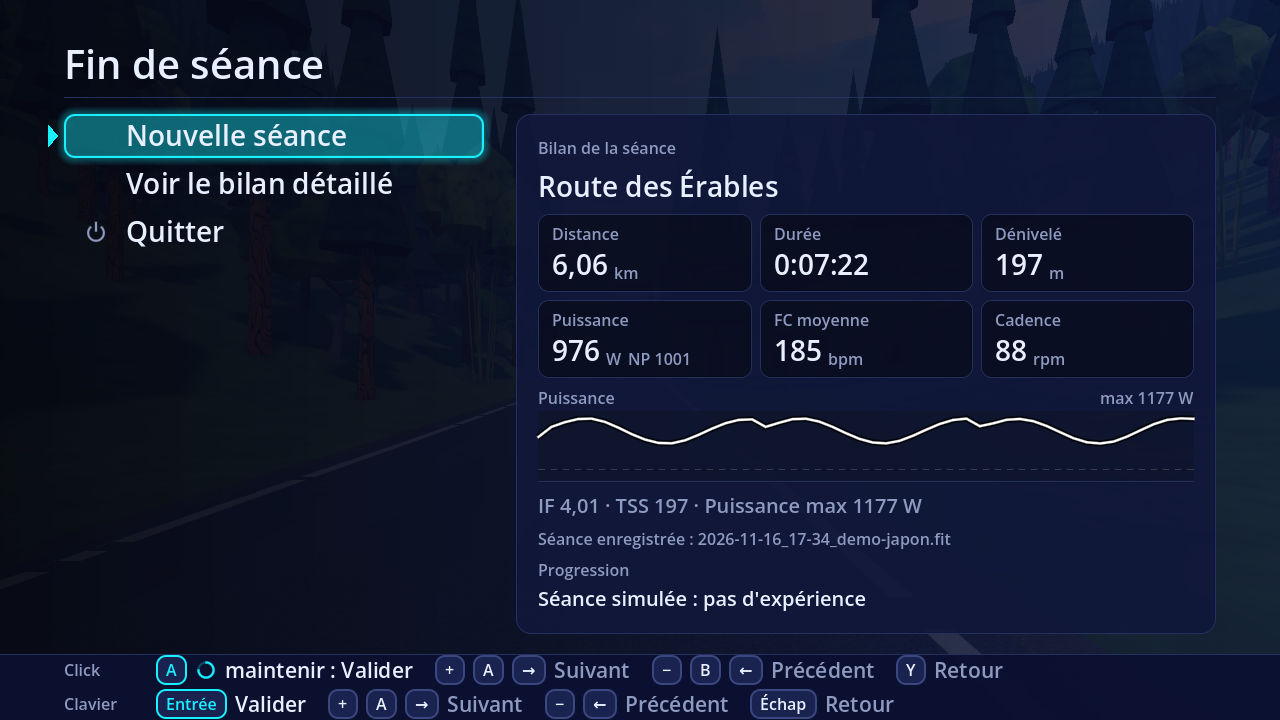 Fin de séance
Nouvelle séance
Voir le bilan détaillé
Quitter
Bilan de la séance
Route des Érables
Distance
6,06 km
Durée
0:07:22
Dénivelé
197 m
Puissance
976 W NP 1001
FC moyenne
185 bpm
Cadence
88 rpm
Puissance max 1177 W
IF 4,01 · TSS 197 · Puissance max 1177 W
Séance enregistrée : 2026-11-16_17-34_demo-japon.fit
Progression
Séance simulée : pas d'expérience
Click A maintenir : Valider + A → Suivant − B ← Précédent Y Retour
Clavier Entrée Valider + A → Suivant − ← Précédent Échap Retour